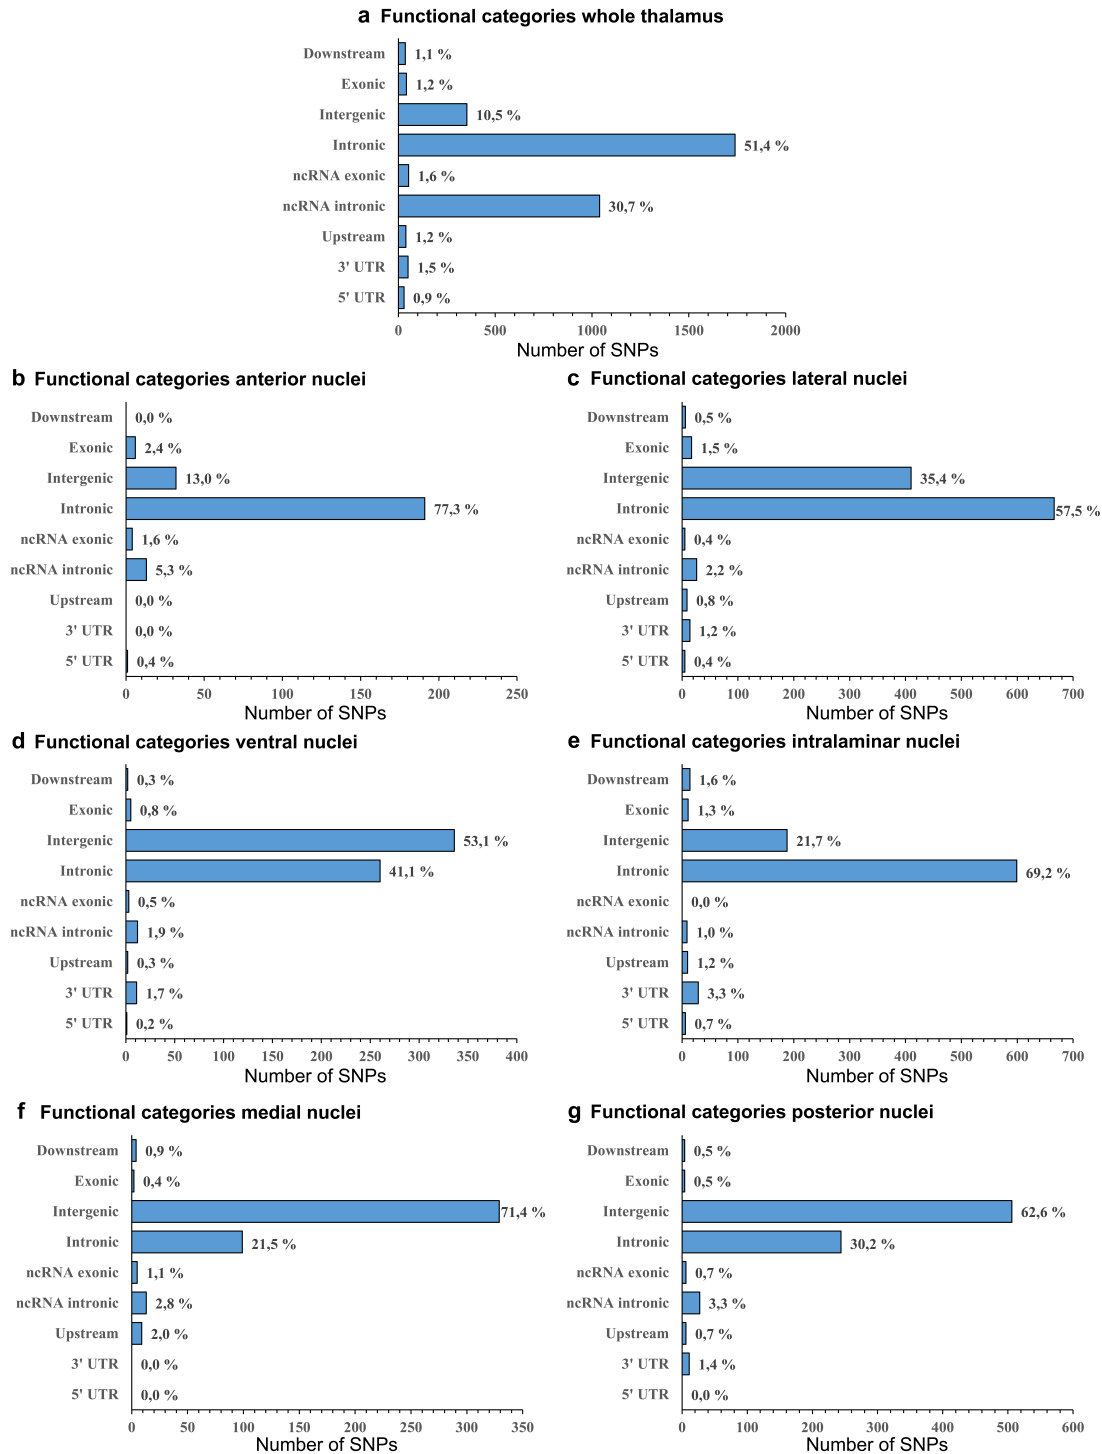 a Functional categories whole thalamus
Downstream 1,1 %
Exonic 1,2 %
Intergenic 10,5 %
Intronic 51,4 %
ncRNA exonic 1,6 %
ncRNA intronic 30,7 %
Upstream 1,2 %
3' UTR 1,5 %
5' UTR 0,9 %
0 500 1000 1500 2000
Number of SNPs
b Functional categories anterior nuclei
Downstream 0,0 %
Exonic 2,4 %
Intergenic 13,0 %
Intronic 77,3 %
ncRNA exonic 1,6 %
ncRNA intronic 5,3 %
Upstream 0,0 %
3' UTR 0,0 %
5' UTR 0,4 %
0 50 100 150 200 250
Number of SNPs
c Functional categories lateral nuclei
Downstream 0,5 %
Exonic 1,5 %
Intergenic 35,4 %
Intronic 57,5 %
ncRNA exonic 0,4 %
ncRNA intronic 2,2 %
Upstream 0,8 %
3' UTR 1,2 %
5' UTR 0,4 %
0 100 200 300 400 500 600 700
Number of SNPs
d Functional categories ventral nuclei
Downstream 0,3 %
Exonic 0,8 %
Intergenic 53,1 %
Intronic 41,1 %
ncRNA exonic 0,5 %
ncRNA intronic 1,9 %
Upstream 0,3 %
3' UTR 1,7 %
5' UTR 0,2 %
0 50 100 150 200 250 300 350 400
Number of SNPs
e Functional categories intralaminar nuclei
Downstream 1,6 %
Exonic 1,3 %
Intergenic 21,7 %
Intronic 69,2 %
ncRNA exonic 0,0 %
ncRNA intronic 1,0 %
Upstream 1,2 %
3' UTR 3,3 %
5' UTR 0,7 %
0 100 200 300 400 500 600 700
Number of SNPs
f Functional categories medial nuclei
Downstream 0,9 %
Exonic 0,4 %
Intergenic 71,4 %
Intronic 21,5 %
ncRNA exonic 1,1 %
ncRNA intronic 2,8 %
Upstream 2,0 %
3' UTR 0,0 %
5' UTR 0,0 %
0 50 100 150 200 250 300 350
Number of SNPs
g Functional categories posterior nuclei
Downstream 0,5 %
Exonic 0,5 %
Intergenic 62,6 %
Intronic 30,2 %
ncRNA exonic 0,7 %
ncRNA intronic 3,3 %
Upstream 0,7 %
3' UTR 1,4 %
5' UTR 0,0 %
0 100 200 300 400 500 600
Number of SNPs